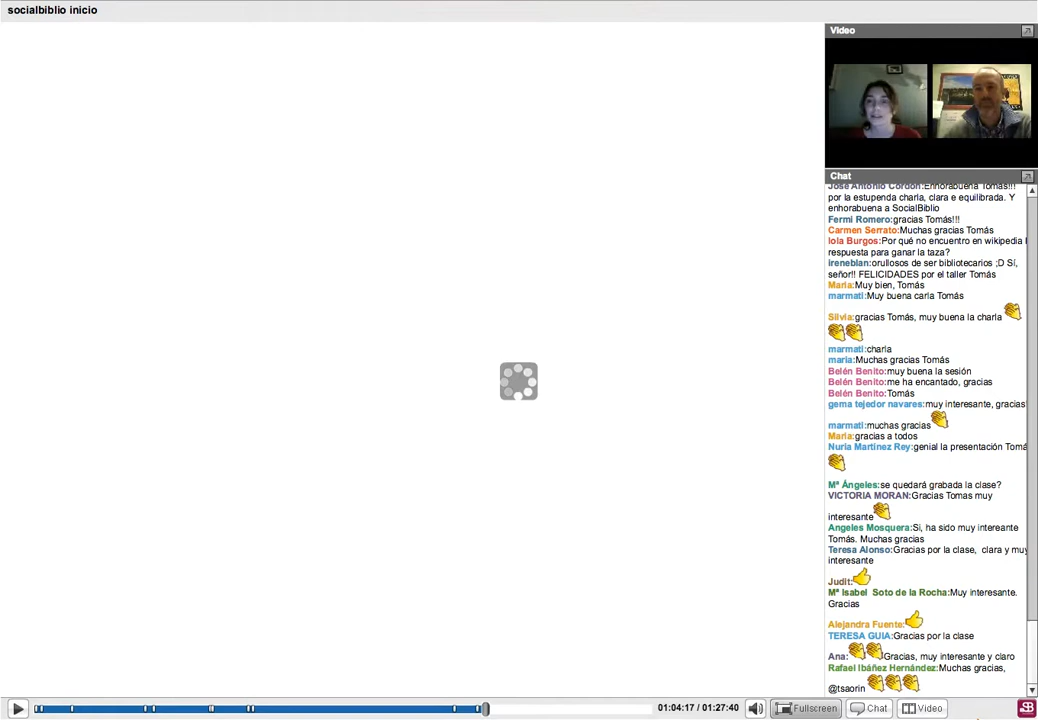 socialbiblio inicio
Video
Chat
José Antonio Cordón:Enhorabuena Tomás!!!
por la estupenda charla, clara e equilibrada. Y
enhorabuena a SocialBiblio
Fermi Romero:gracias Tomás!!!
Carmen Serrato:Muchas gracias Tomás
lola Burgos:Por qué no encuentro en wikipedia l
respuesta para ganar la taza?
ireneblan:orullosos de ser bibliotecarios ;D SÍ,
señor!! FELICIDADES por el taller Tomás
María:Muy bien, Tomás
marmati:Muy buena carla Tomás
Silvia:gracias Tomás, muy buena la charla
marmati:charla
maria:Muchas gracias Tomás
Belén Benito:muy buena la sesión
Belén Benito:me ha encantado, gracias
Belén Benito:Tomás
gema tejedor navares:muy interesante, gracias!
marmati:muchas gracias
María:gracias a todos
Nuria Martínez Rey:genial la presentación Tomá
Mª Ángeles:se quedará grabada la clase?
VICTORIA MORAN:Gracias Tomas muy
interesante
Angeles Mosquera:Si, ha sido muy intereante
Tomás. Muchas gracias
Teresa Alonso:Gracias por la clase, clara y muy
interesante
Judit:
Mª Isabel Soto de la Rocha:Muy interesante.
Gracias
Alejandra Fuente:
TERESA GUIA:Gracias por la clase
Ana:Gracias, muy interesante y claro
Rafael Ibáñez Hernández:Muchas gracias,
@tsaorin
01:04:17 / 01:27:40
Fullscreen
Chat
Video
SB